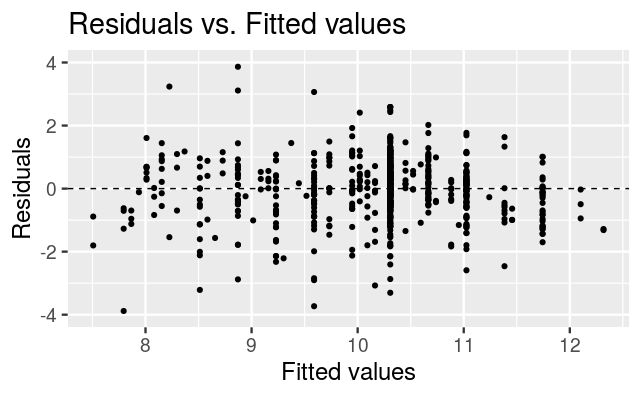 Residuals vs. Fitted values
Residuals
4
2
0
-2
-4
8 9 10 11 12
Fitted values